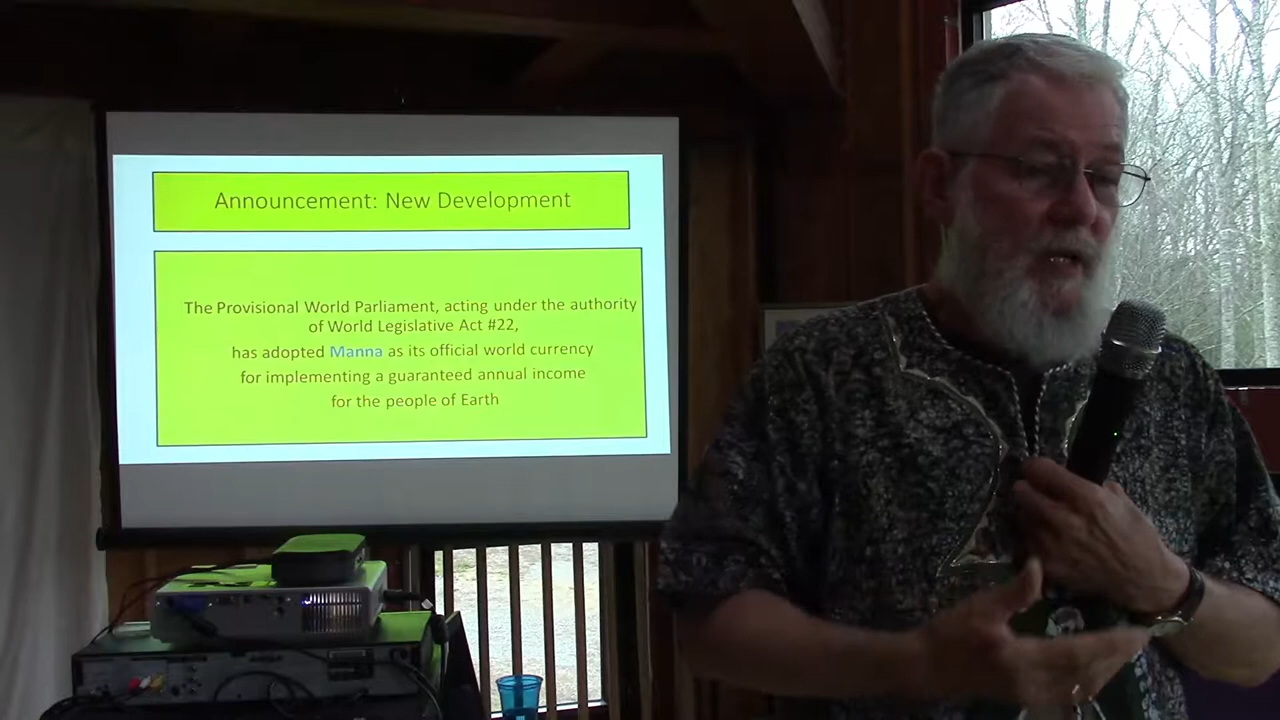 Announcement: New Development
The Provisional World Parliament, acting under the authority
of World Legislative Act #22,
has adopted Manna as its official world currency
for implementing a guaranteed annual income
for the people of Earth